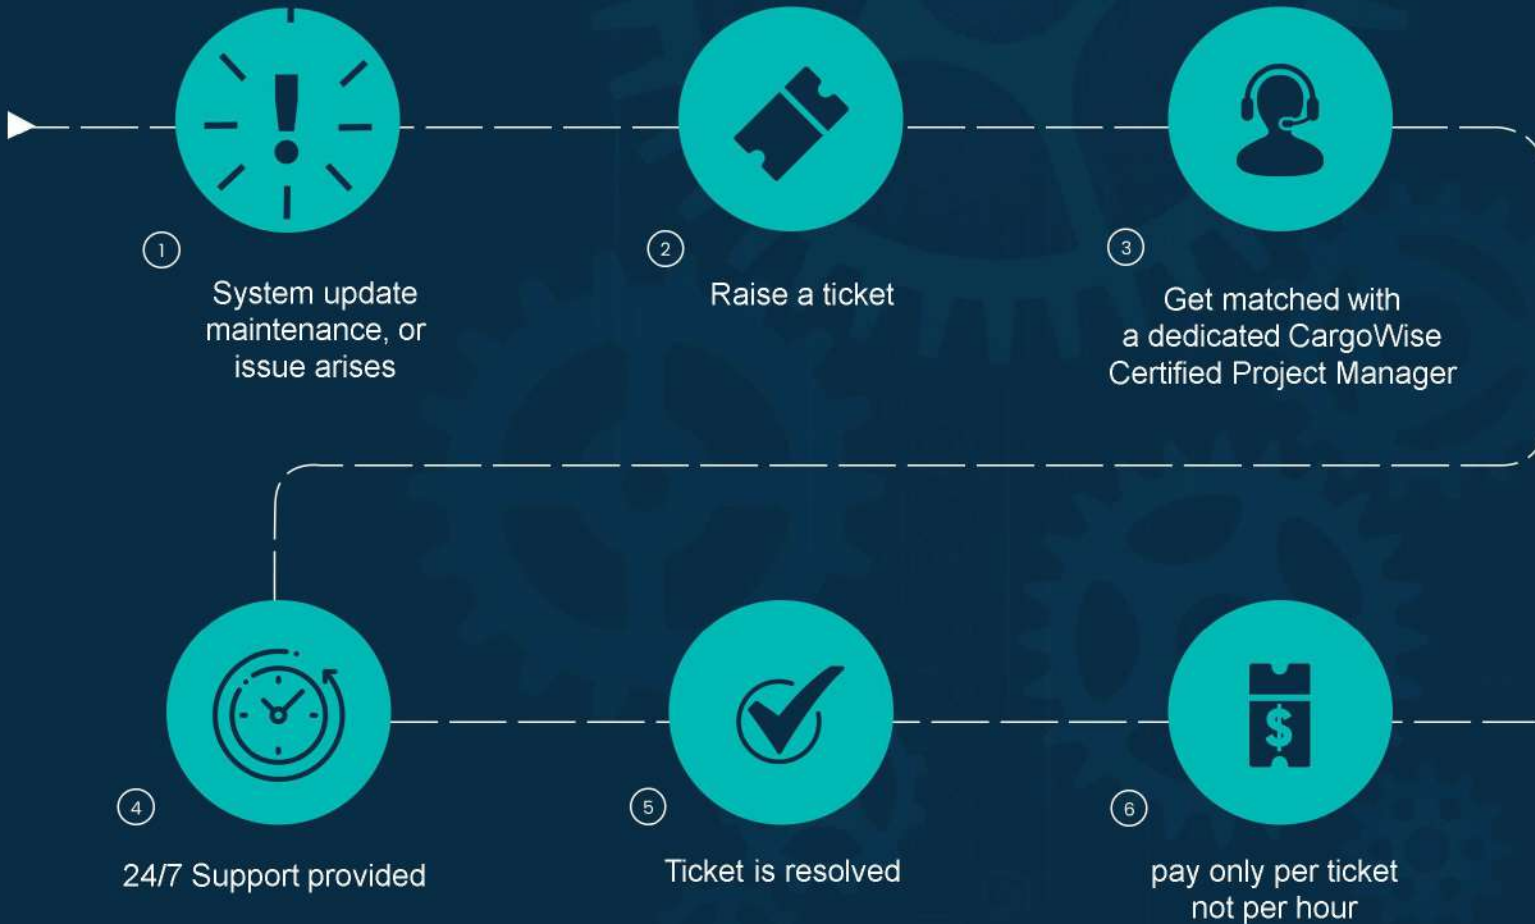 1
System update
maintenance, or
issue arises
2
Raise a ticket
3
Get matched with
a dedicated CargoWise
Certified Project Manager
4
24/7 Support provided
5
Ticket is resolved
$
6
pay only per ticket
not per hour